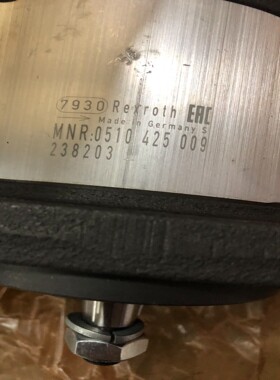 7930 Rexroth EAC
Made in Germany S
MNR:0510 425 009
238203